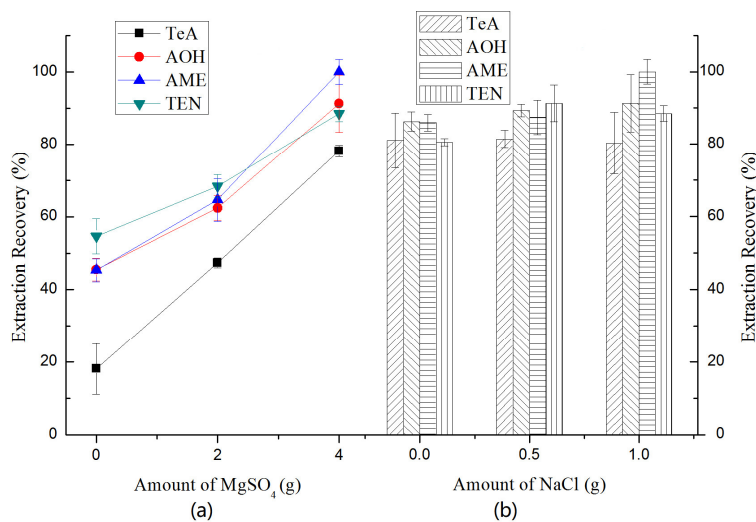 TeA
AOH
AME
TEN
TeA
AOH
AME
TEN
100
80
60
40
20
0
100
80
60
40
20
0
Extraction Recovery (%)
Extraction Recovery (%)
0 2 4
0.0 0.5 1.0
Amount of MgSO₄ (g)
Amount of NaCl (g)
(a)
(b)